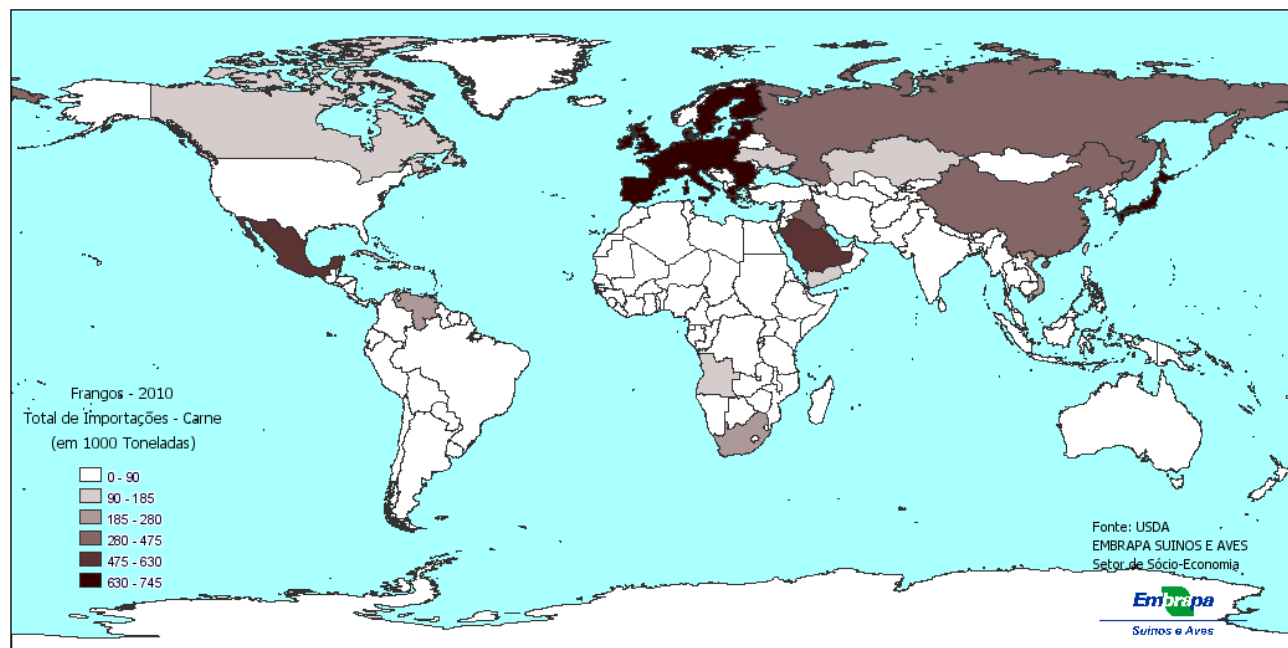 Frangos - 2010
Total de Importações - Carne
(em 1000 Toneladas)
0 - 90
90 - 185
185 - 280
280 - 475
475 - 630
630 - 745
Fonte: USDA
EMBRAPA SUINOS E AVES
Setor de Sócio-Economia
Embrapa
Suínos e Aves